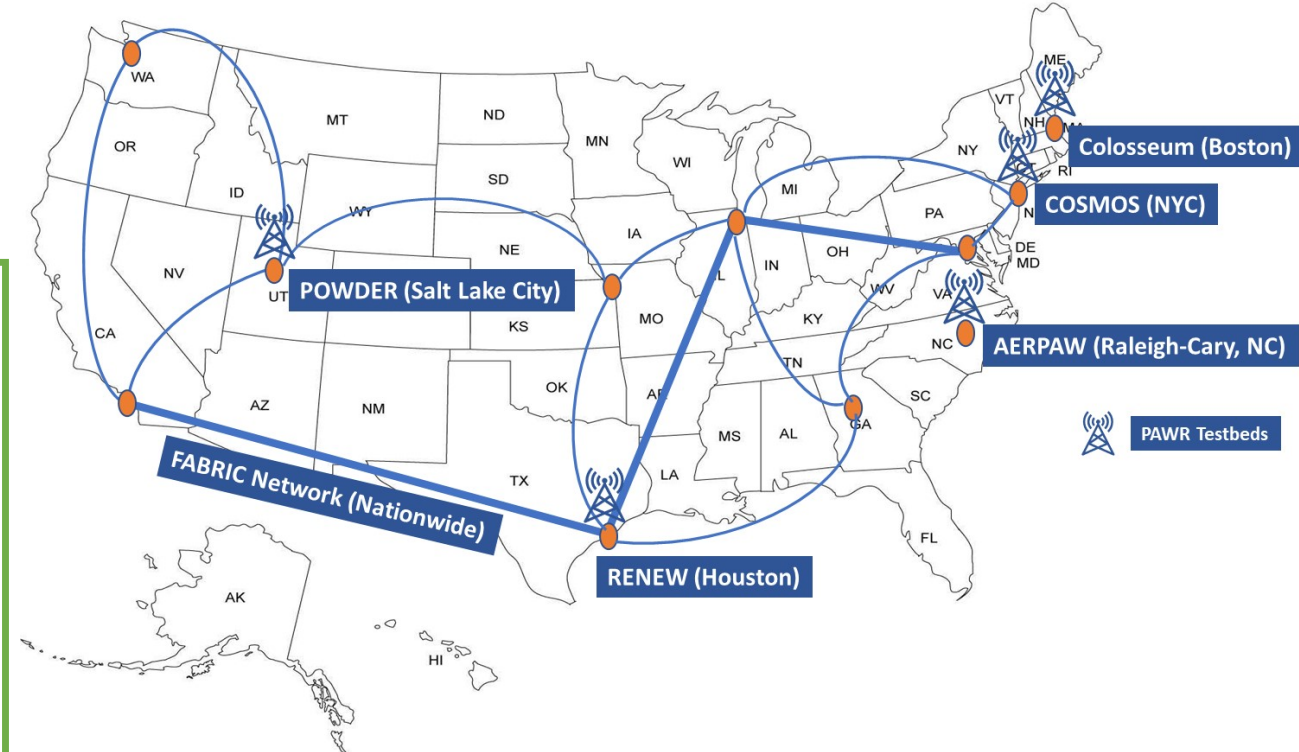 WA
MT
ND
MN
OR
ID
WY
SD
WI
MI
NY
VT
ME
NH
Colosseum (Boston)
CT
RI
COSMOS (NYC)
PA
NE
IA
IN
OH
NV
UT
POWDER (Salt Lake City)
DE
MD
WV
VA
CA
KS
MO
KY
NC
AERPAW (Raleigh-Cary, NC)
AZ
NM
OK
TN
SC
GA
PAWR Testbeds
MS
AL
FABRIC Network (Nationwide)
TX
LA
FL
RENEW (Houston)
AK
HI